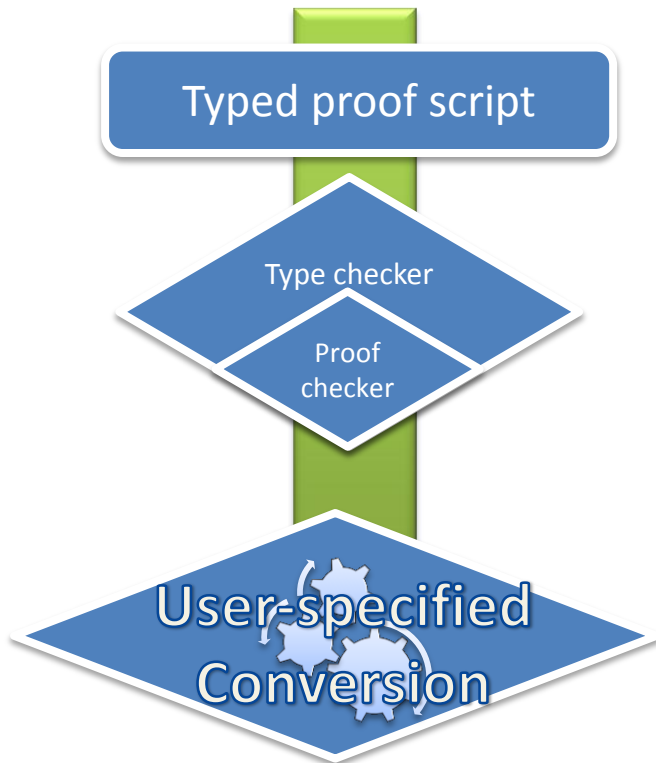 Typed proof script
Type checker
Proof
checker
User-specified
Conversion